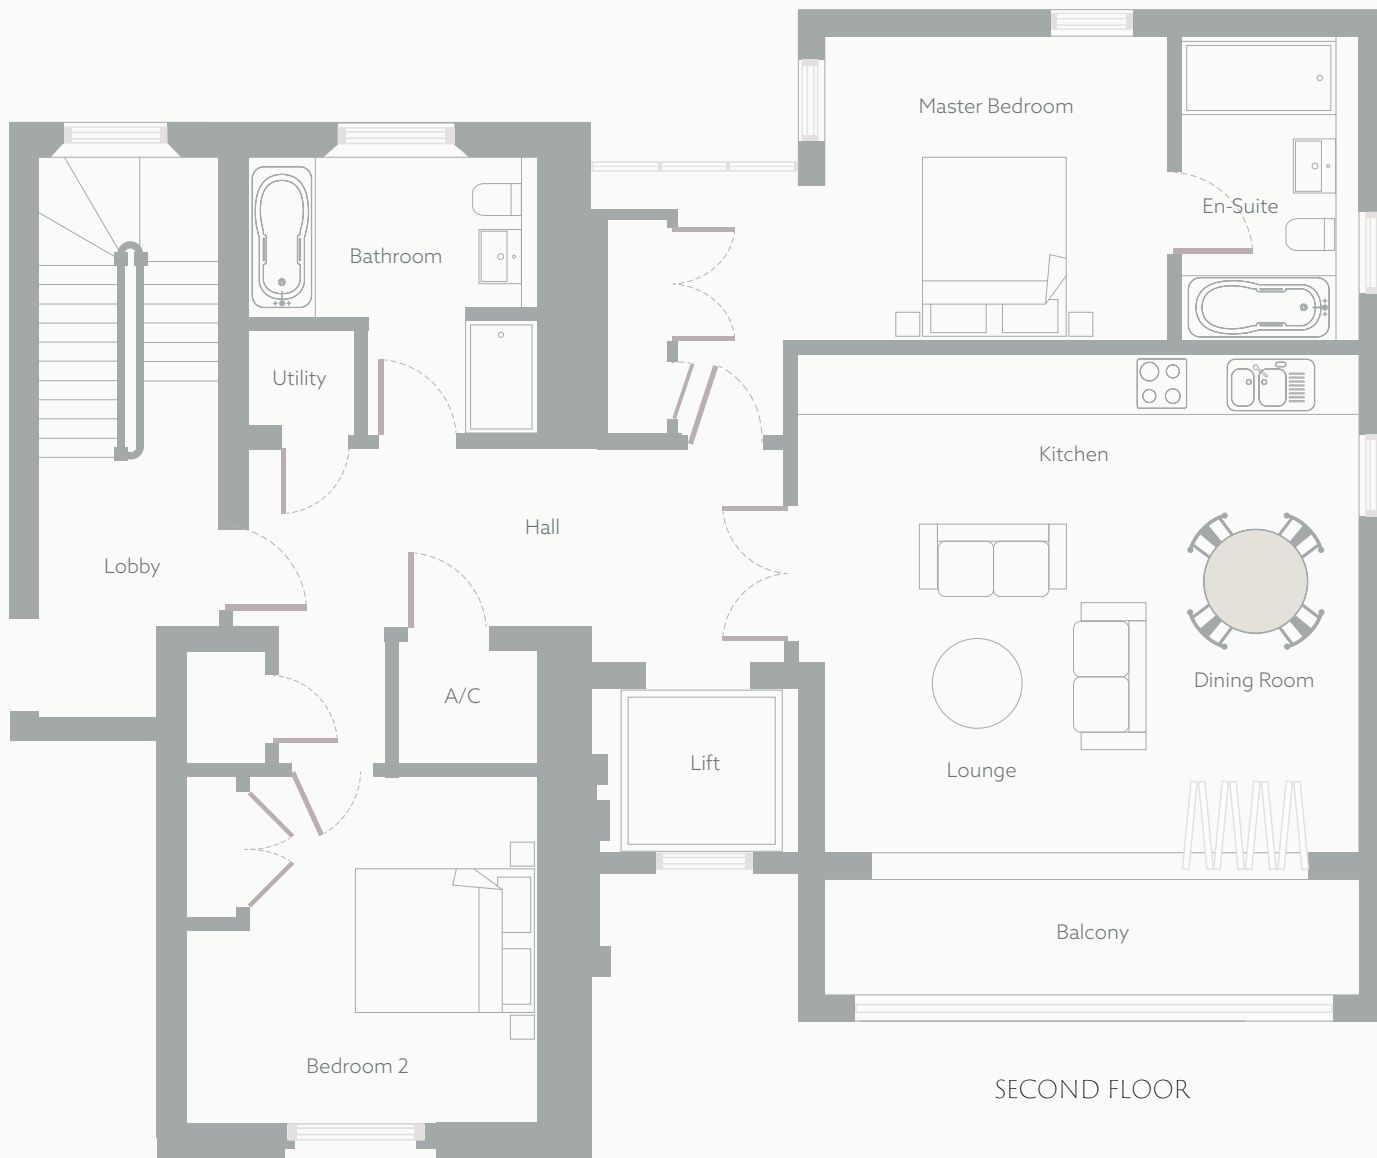 Master Bedroom
En-Suite
Bathroom
Utility
Kitchen
Hall
Lobby
Dining Room
A/C
Lift
Lounge
Balcony
Bedroom 2
SECOND FLOOR